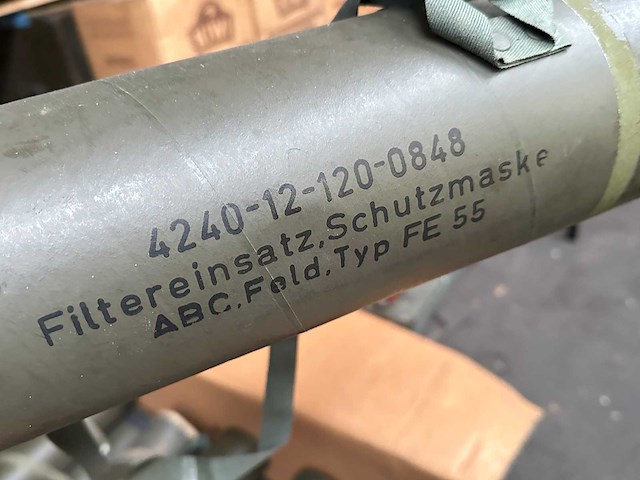 4240-12-120-0848
Filtereinsatz,Schutzmaske
ABC,Feld,Typ FE 55